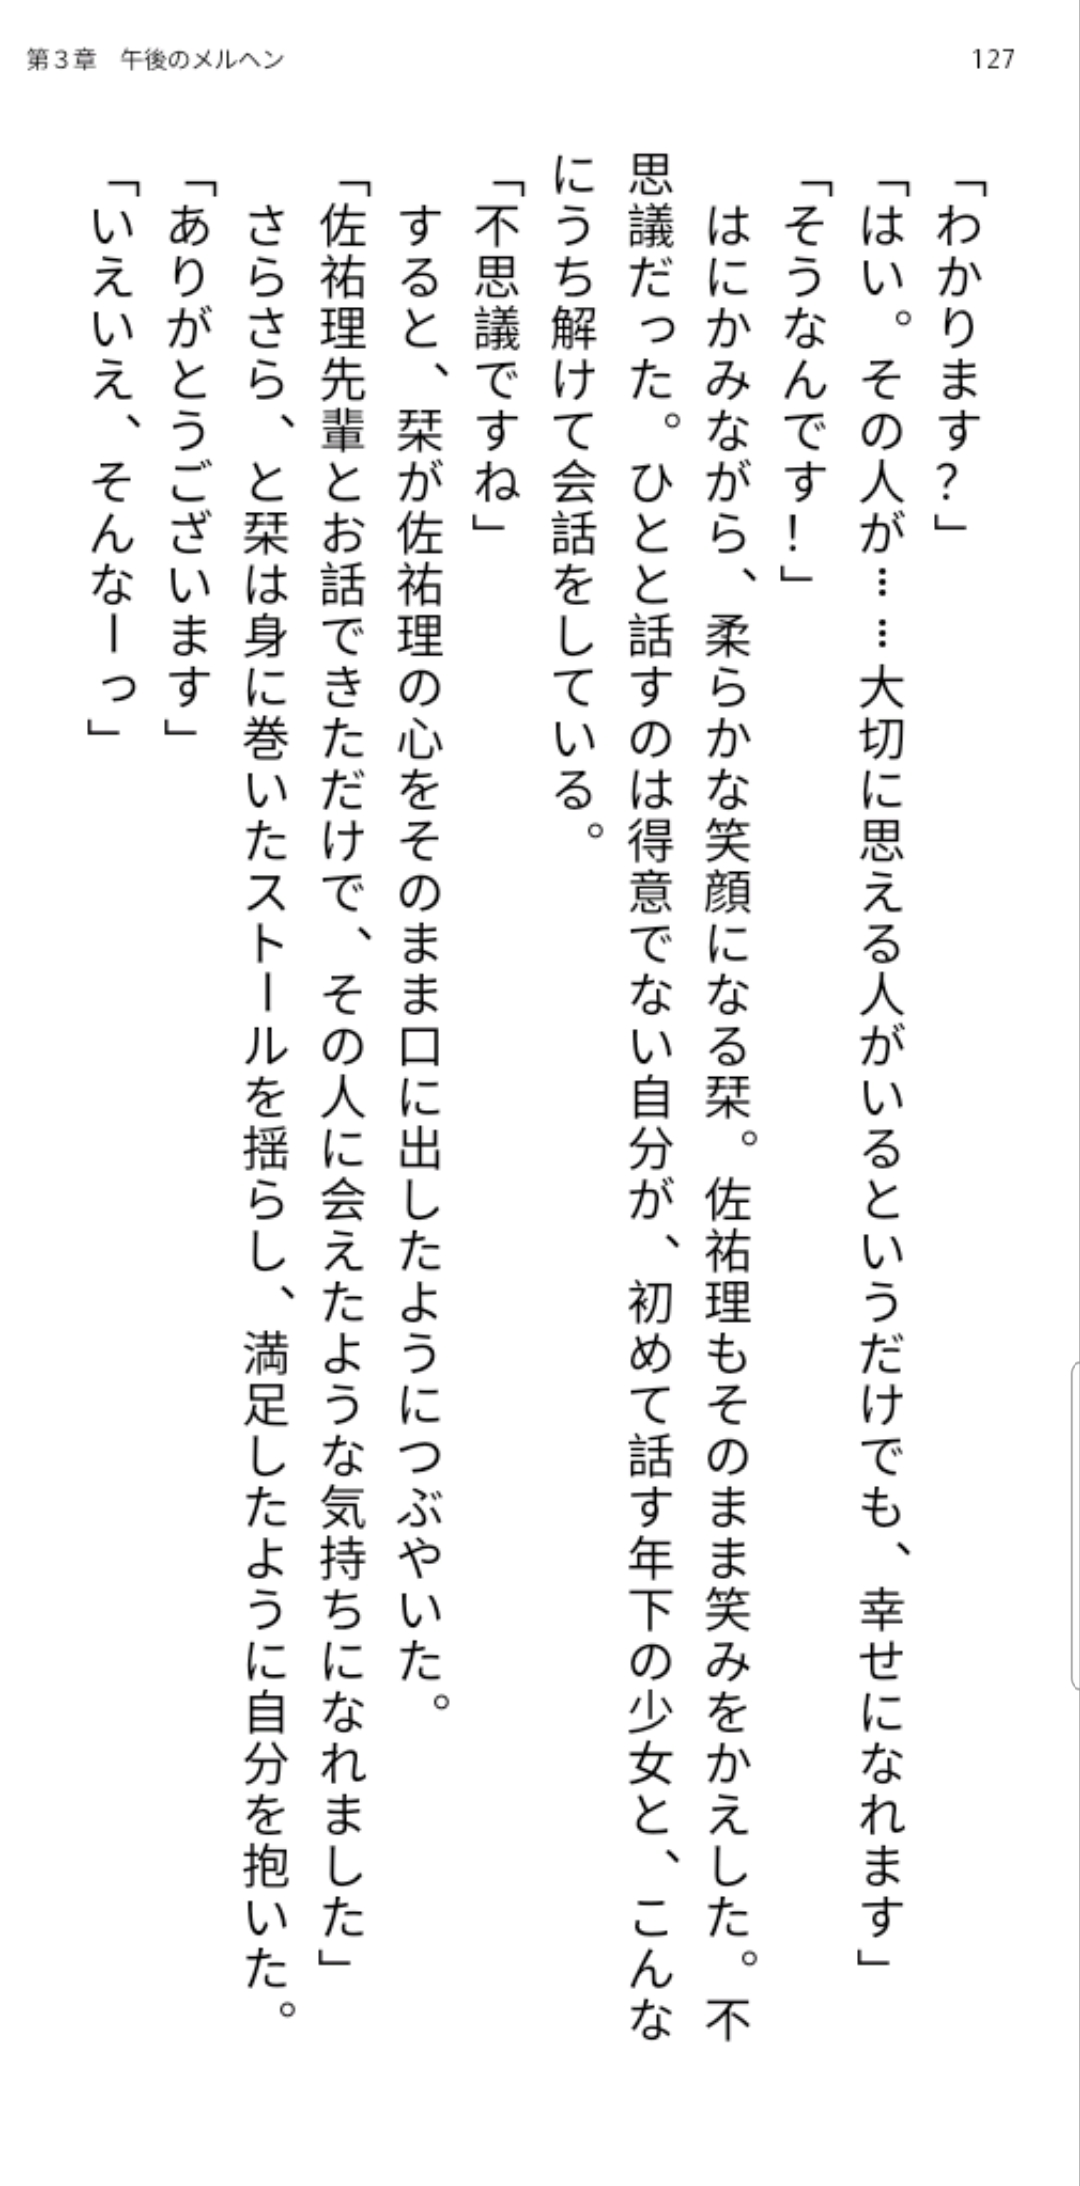 第３章　午後のメルヘン
127
「わかります？」
「はい。その人が……大切に思える人がいるというだけでも、幸せになれます」
「そうなんです！」
　はにかみながら、柔らかな笑顔になる栞。佐祐理もそのまま笑みをかえした。不
思議だった。ひとと話すのは得意でない自分が、初めて話す年下の少女と、こんな
にうち解けて会話をしている。
「不思議ですね」
　すると、栞が佐祐理の心をそのまま口に出したようにつぶやいた。
「佐祐理先輩とお話できただけで、その人に会えたような気持ちになれました」
　さらさら、と栞は身に巻いたストールを揺らし、満足したように自分を抱いた。
「ありがとうございます」
「いえいえ、そんなーっ」